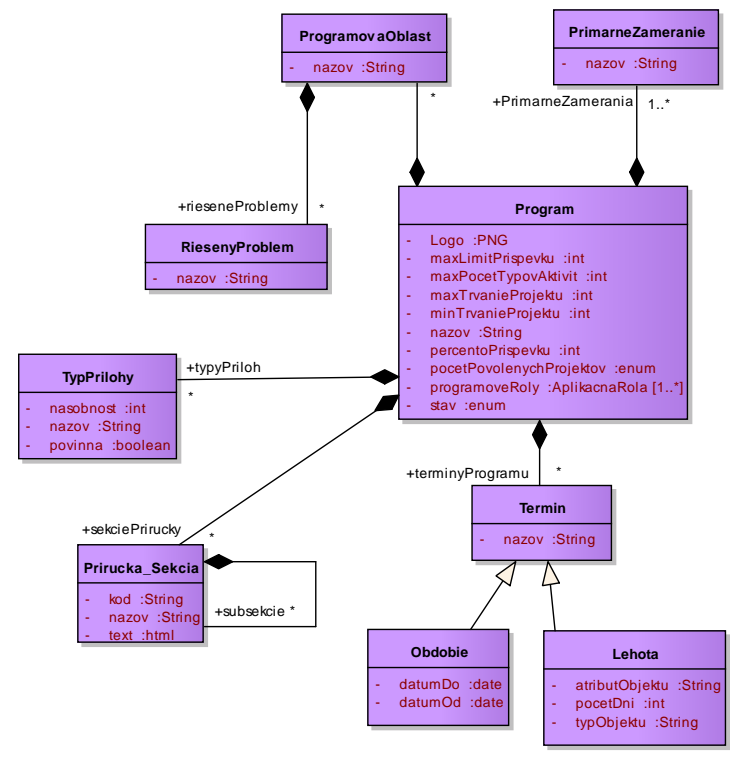 ProgramovaOblast
- nazov :String
PrimarneZameranie
- nazov :String
*
+PrimarneZamerania
1..*
+rieseneProblemy
*
RiesenyProblem
- nazov :String
Program
- Logo :PNG
- maxLimitPrispevku :int
- maxPocetTypovAktivit :int
- maxTrvanieProjektu :int
- minTrvanieProjektu :int
- nazov :String
- percentoPrispevku :int
- pocetPovolenychProjektov :enum
- programoveRoly :AplikacnaRola [1..*]
- stav :enum
+typyPriloh
*
TypPrilohy
- nasobnost :int
- nazov :String
- povinna :boolean
+terminyProgramu
*
Termin
- nazov :String
+sekciePrirucky
*
Prirucka_Sekcia
- kod :String
- nazov :String
- text :html
+subsekcie *
Obdobie
- datumDo :date
- datumOd :date
Lehota
- atributObjektu :String
- pocetDni :int
- typObjektu :String